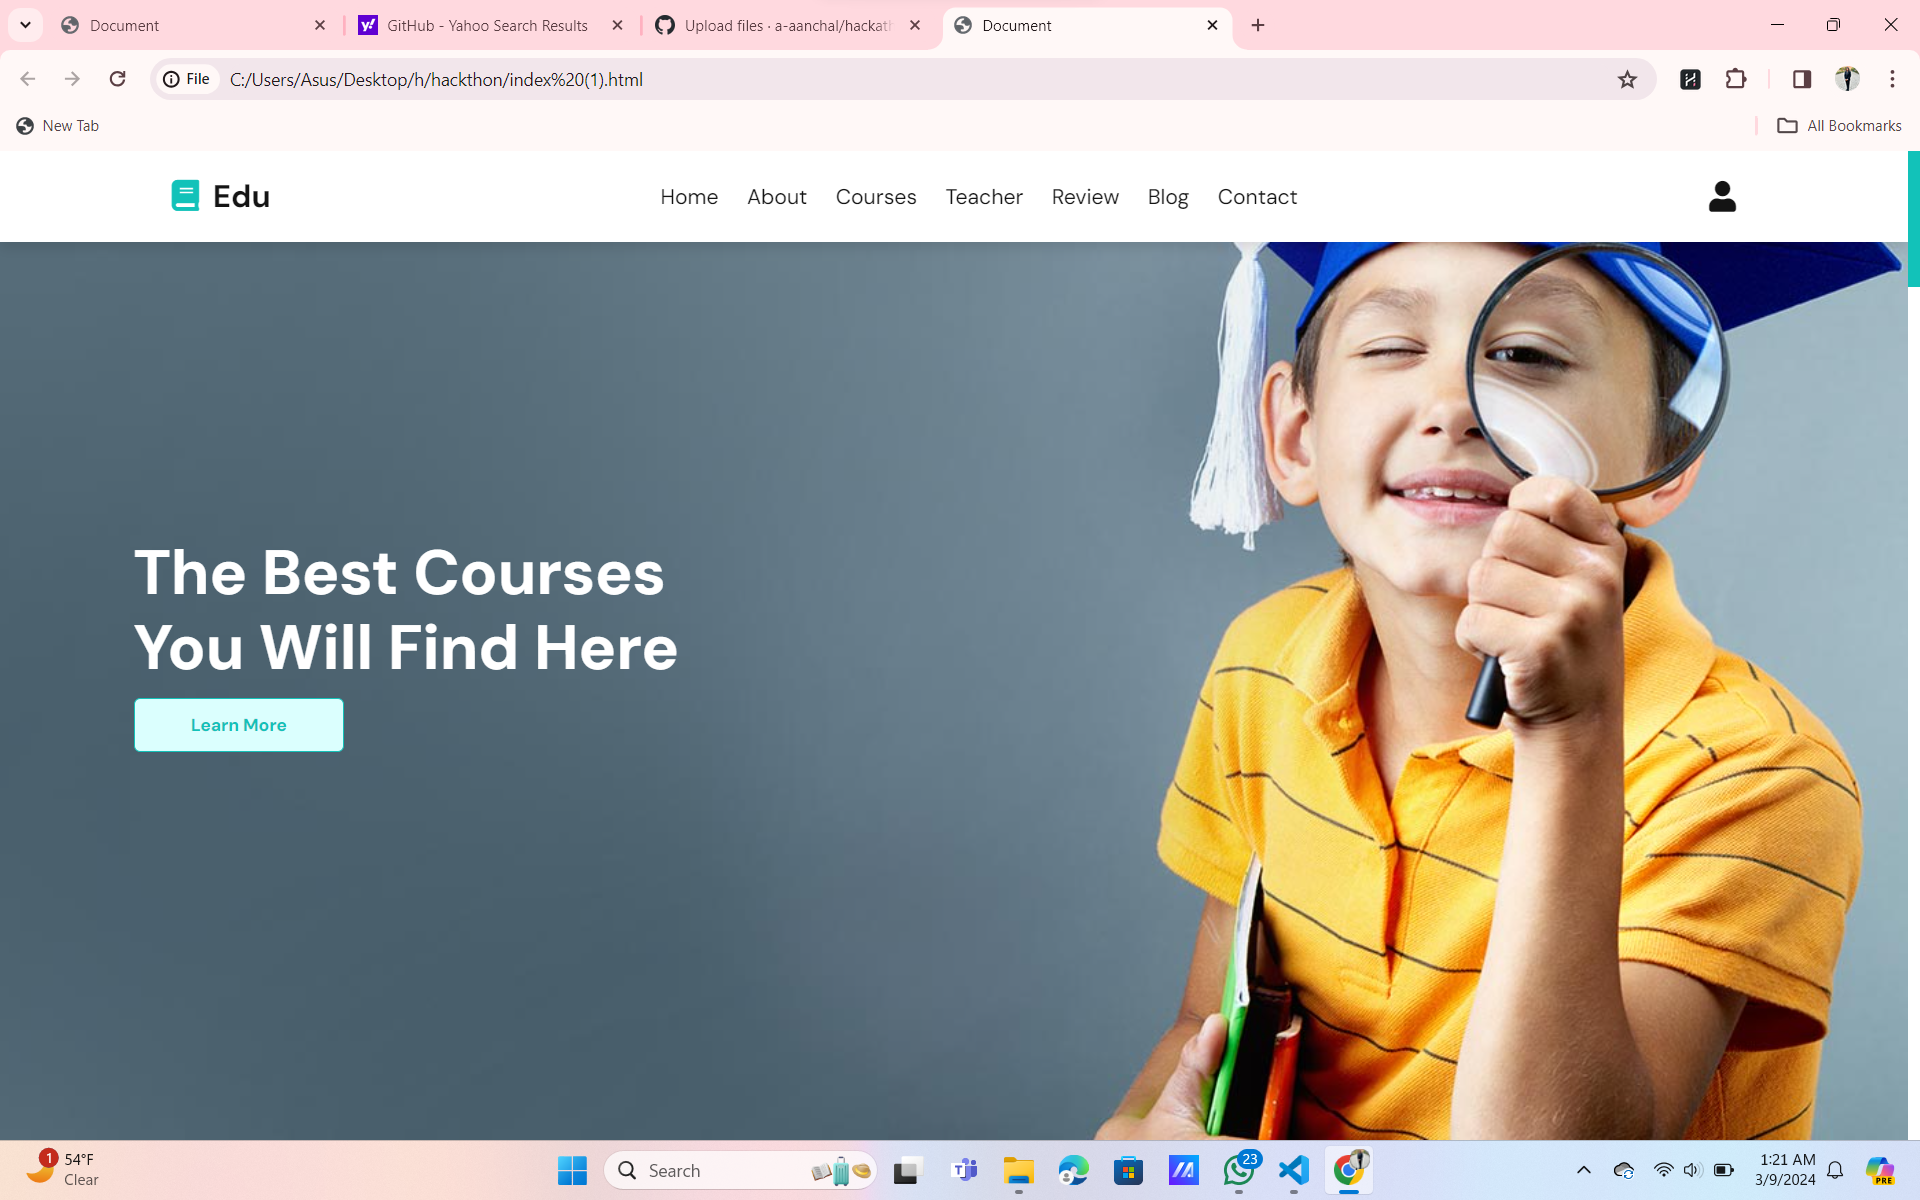 Document
GitHub - Yahoo Search Results
Upload files · a-aanchal/hackath
Document
File
C:/Users/Asus/Desktop/h/hackthon/index%20(1).html
New Tab
All Bookmarks
Edu
Home
About
Courses
Teacher
Review
Blog
Contact
The Best Courses
You Will Find Here
Learn More
1
54°F
Clear
Search
23
1:21 AM
3/9/2024
PRE